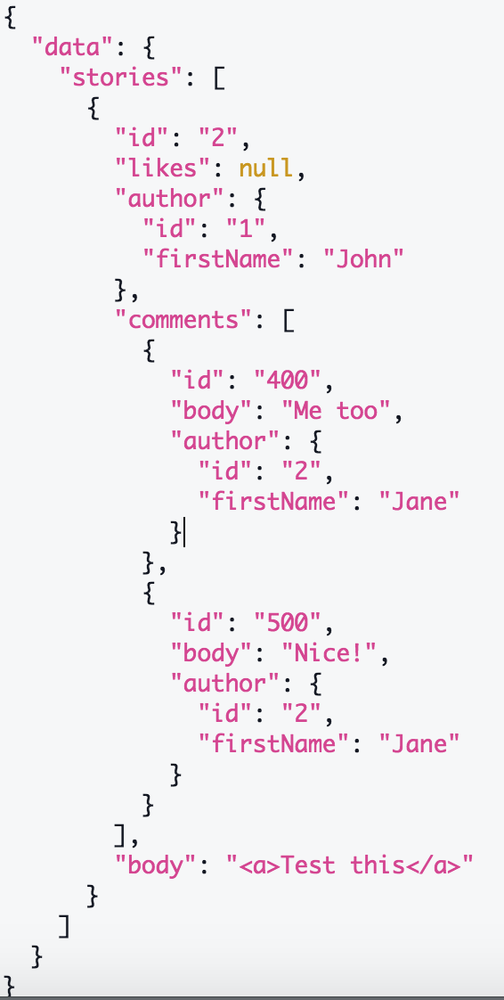 {
  "data": {
    "stories": [
      {
        "id": "2",
        "likes": null,
        "author": {
          "id": "1",
          "firstName": "John"
        },
        "comments": [
          {
            "id": "400",
            "body": "Me too",
            "author": {
              "id": "2",
              "firstName": "Jane"
            }
          },
          {
            "id": "500",
            "body": "Nice!",
            "author": {
              "id": "2",
              "firstName": "Jane"
            }
          }
        ],
        "body": "<a>Test this</a>"
      }
    ]
  }
}